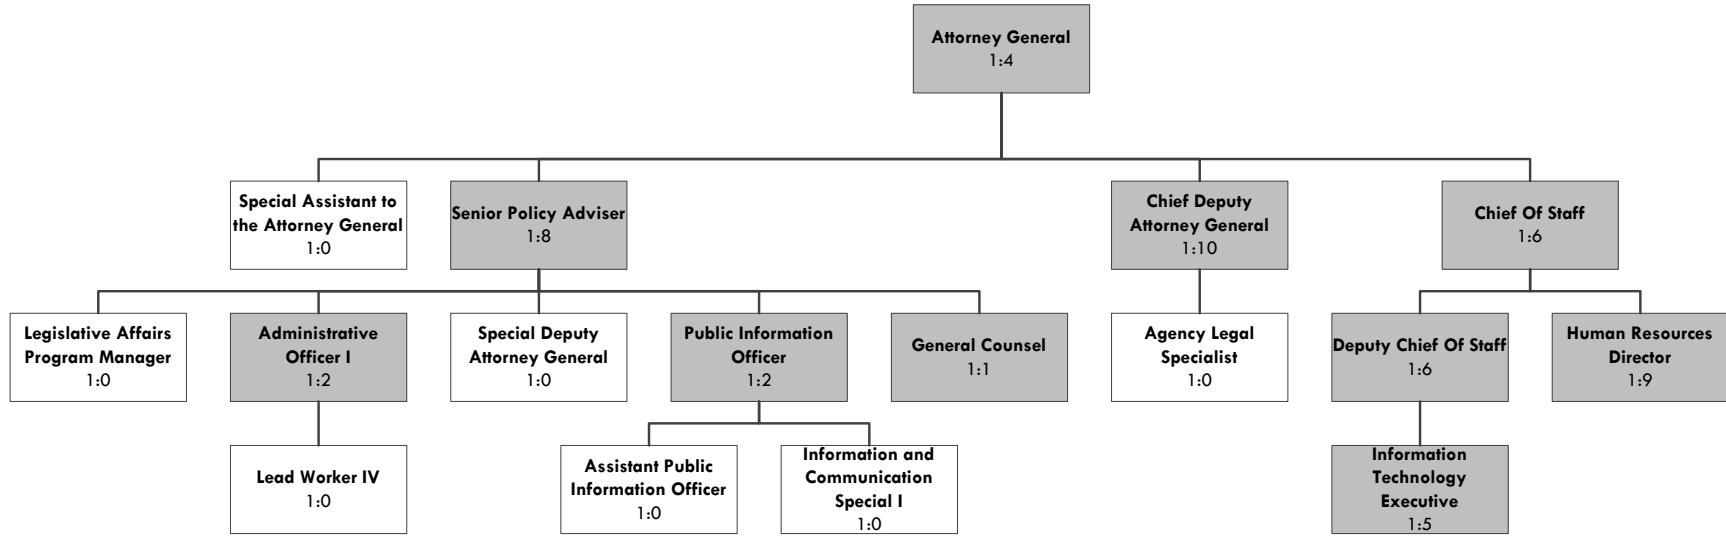 Attorney General
1:4
Special Assistant to
the Attorney General
1:0
Senior Policy Adviser
1:8
Chief Deputy
Attorney General
1:10
Chief Of Staff
1:6
Legislative Affairs
Program Manager
1:0
Administrative
Officer I
1:2
Special Deputy
Attorney General
1:0
Public Information
Officer
1:2
General Counsel
1:1
Agency Legal
Specialist
1:0
Deputy Chief Of Staff
1:6
Human Resources
Director
1:9
Lead Worker IV
1:0
Assistant Public
Information Officer
1:0
Information and
Communication
Special I
1:0
Information
Technology
Executive
1:5